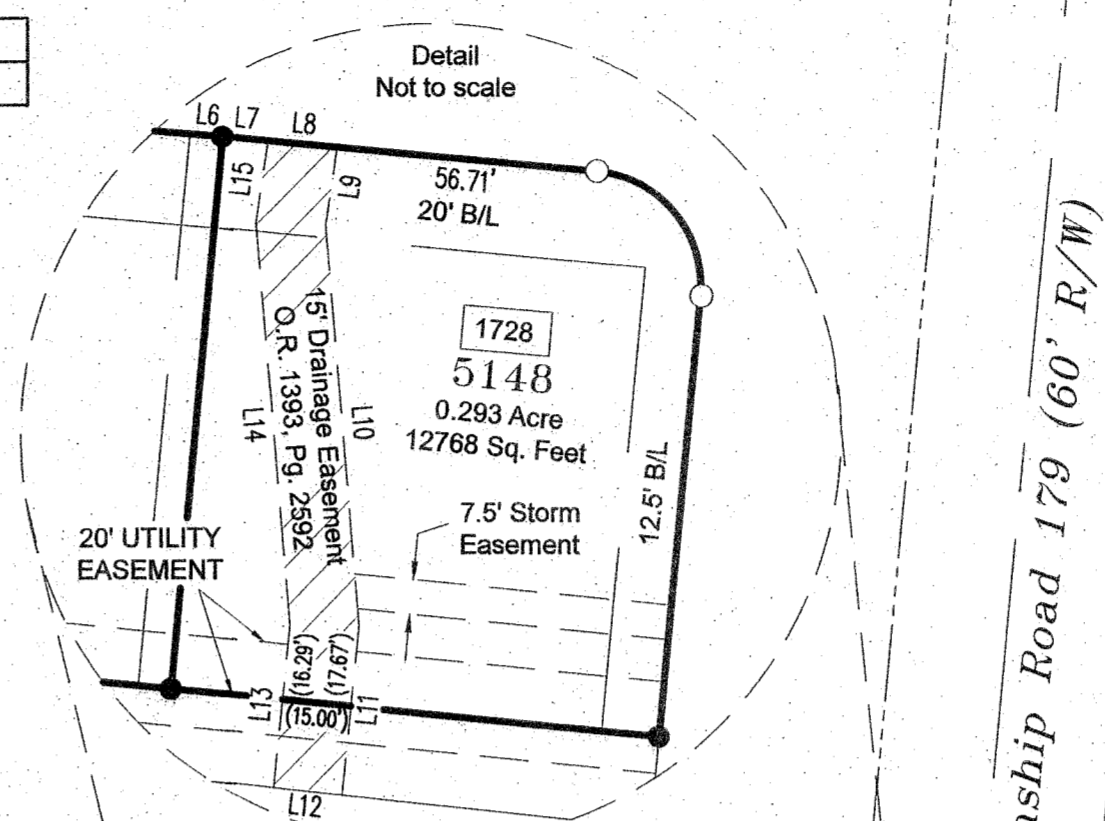 Detail
Not to scale
L6 L7 L8
L15
L9
56.71'
20' B/L
1728
5148
0.293 Acre
12768 Sq. Feet
15' Drainage Easement
O.R. 1393, Pg. 2592
L14
L10
12.5' B/L
7.5' Storm
Easement
20' UTILITY
EASEMENT
(16.29')
(17.67')
L13
(15.00')
L11
L12
Road 179 (60' R/W)